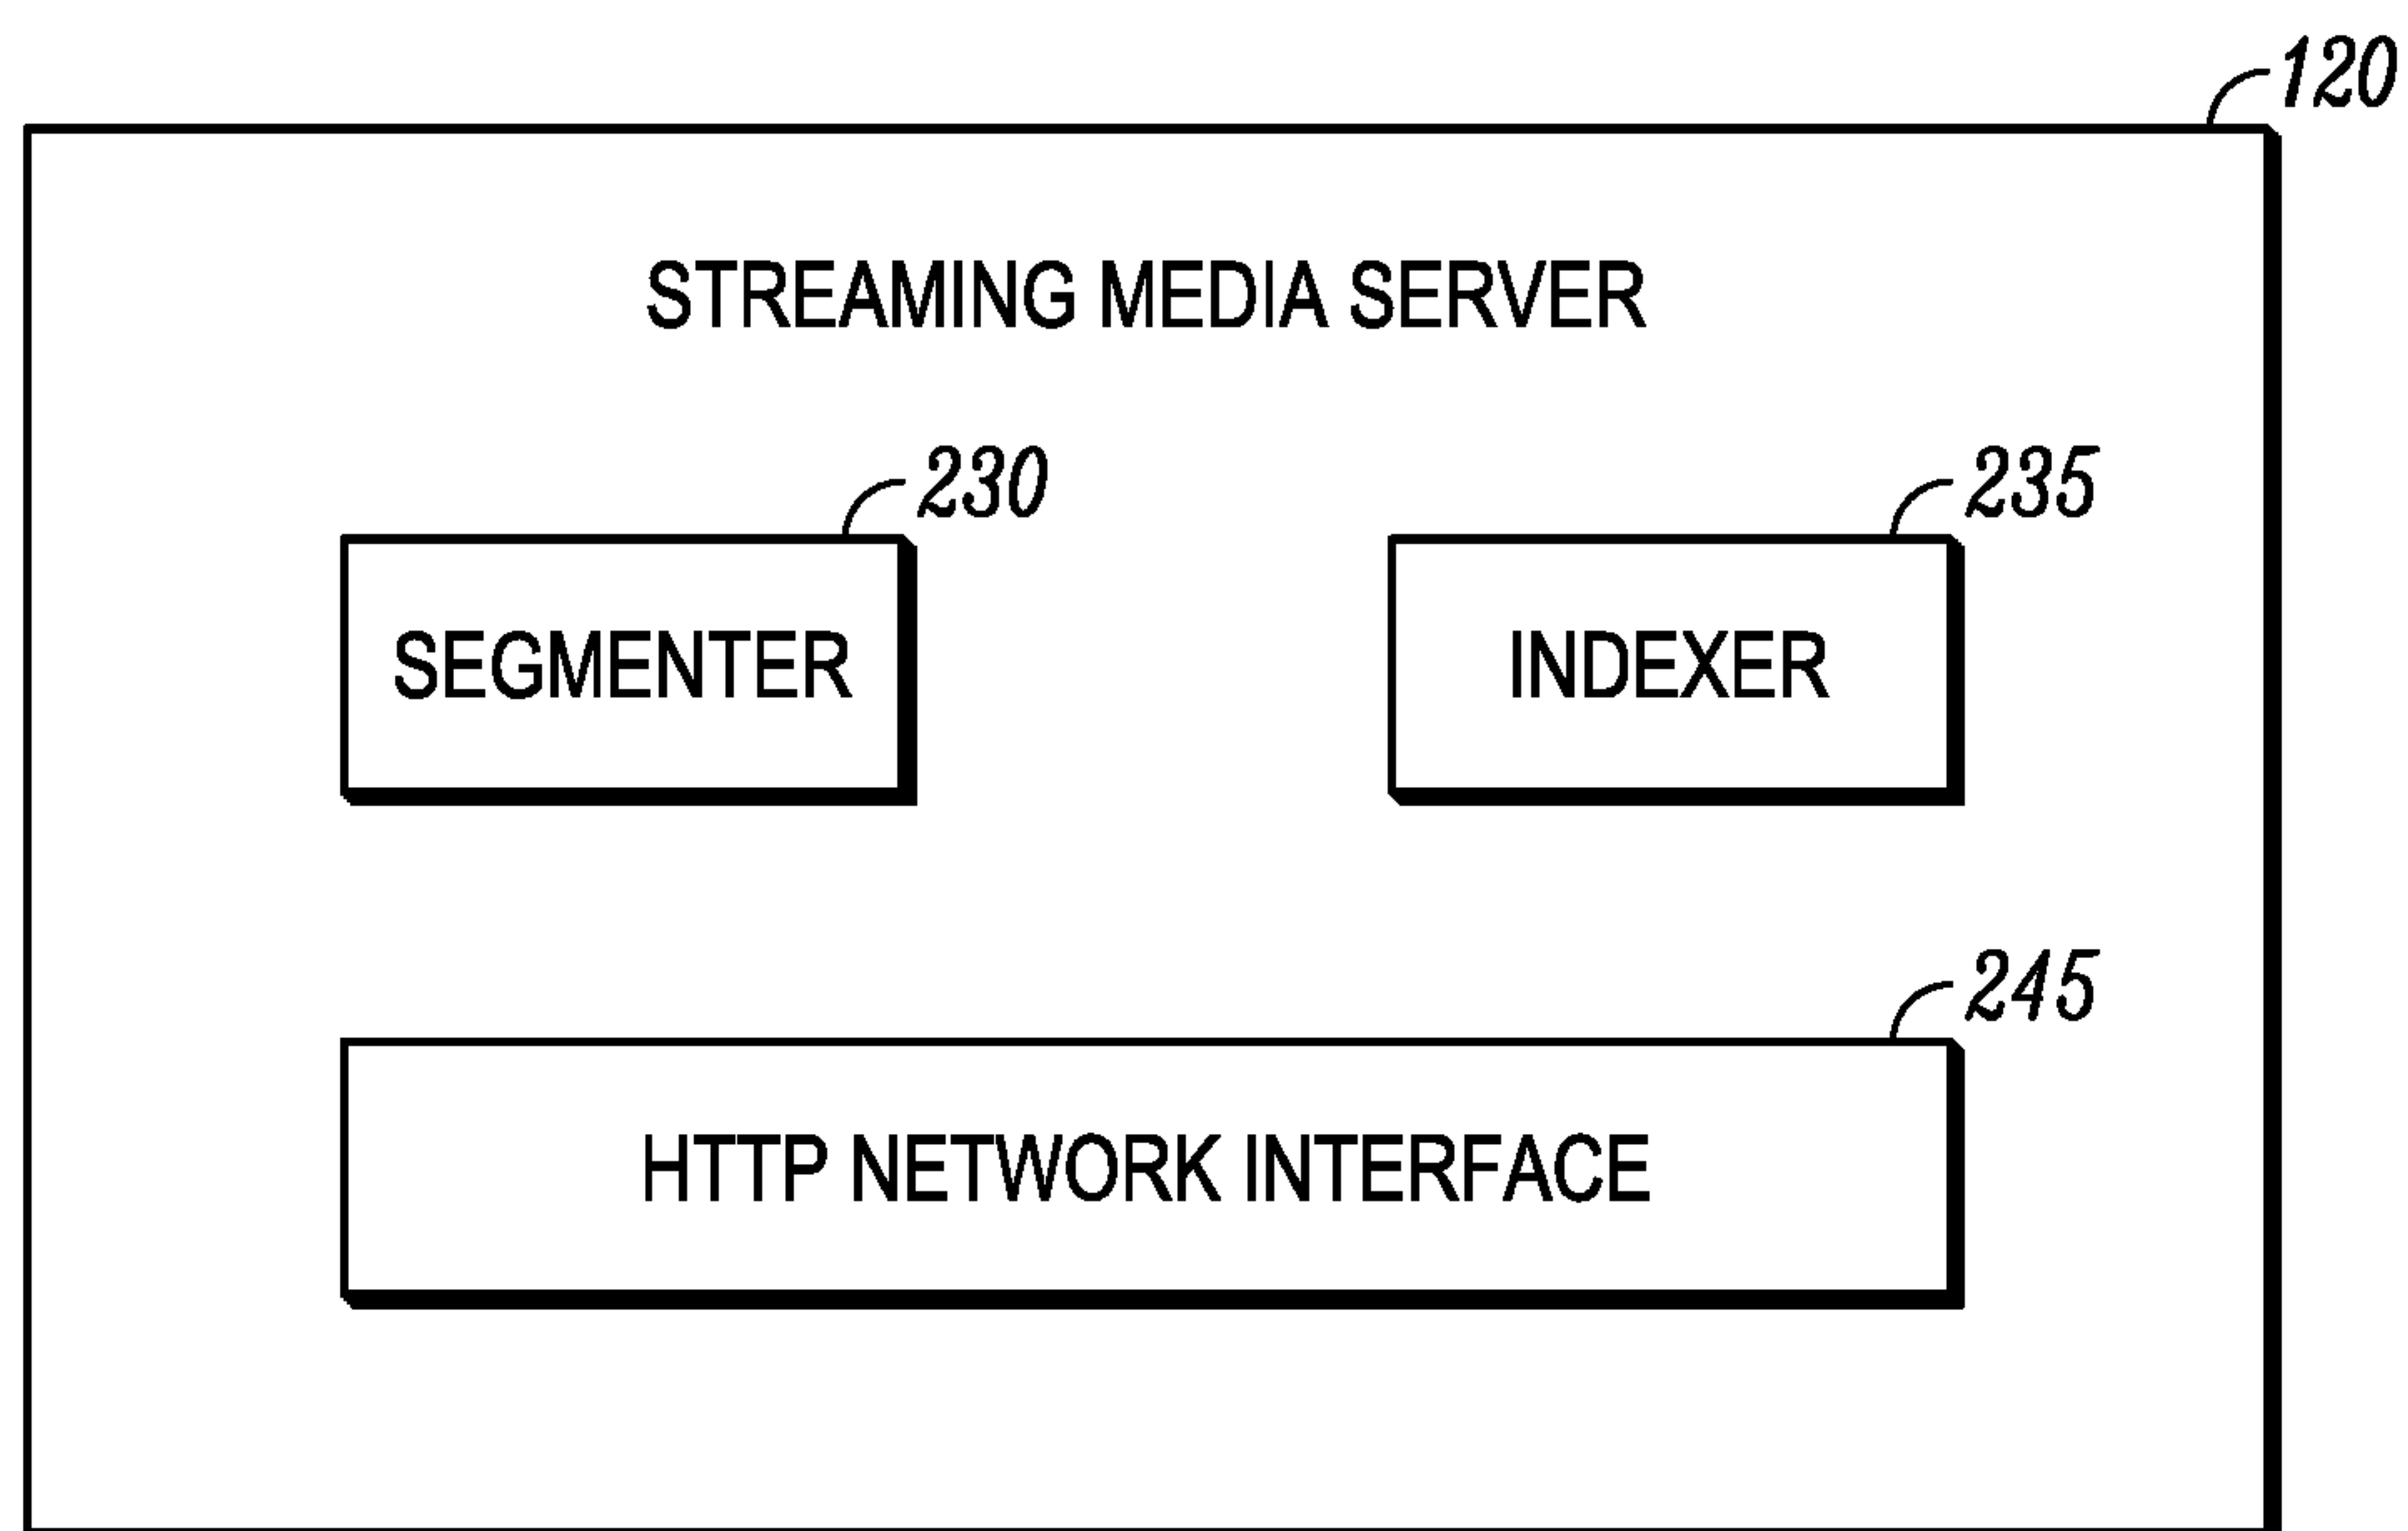 120
STREAMING MEDIA SERVER
230
235
SEGMENTER
INDEXER
245
HTTP NETWORK INTERFACE